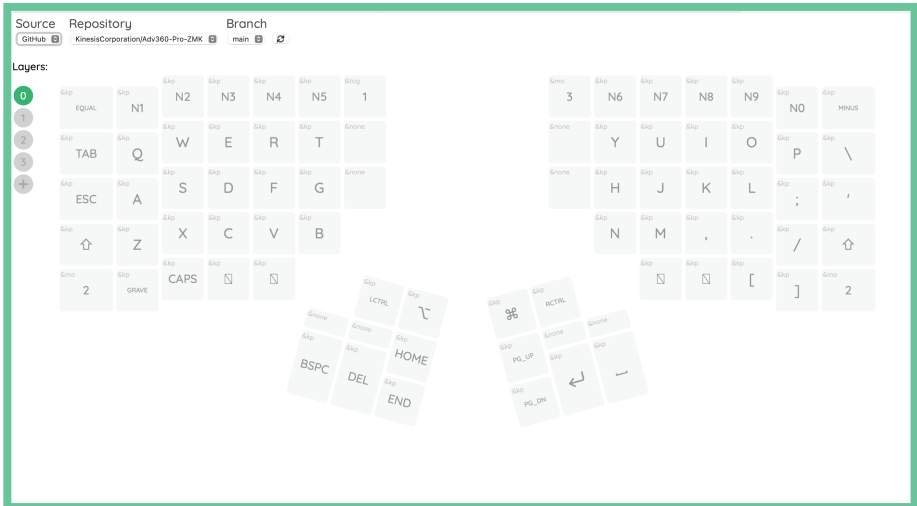 Source Repository Branch
GitHub KinesisCorporation/Adv360-Pro-ZMK main
Layers:
0
1
2
3
+
&kp &kp &kp &kp &kp &kp &tog &mo &kp &kp &kp &kp &kp &kp
EQUAL N1 N2 N3 N4 N5 1 3 N6 N7 N8 N9 N0 MINUS
&kp &kp &kp &kp &kp &kp &none &none &kp &kp &kp &kp &kp &kp
TAB Q W E R T Y U I O P \
&kp &kp &kp &kp &kp &kp &none &none &kp &kp &kp &kp &kp &kp
ESC A S D F G H J K L ; '
&kp &kp &kp &kp &kp &kp &kp &kp &kp &kp &kp &kp
⇧ Z X C V B N M , . / ⇧
&mo &kp &kp &kp &kp &kp &kp &kp &kp &mo
2 GRAVE CAPS [ ] 2
&kp &kp &kp &kp
LCTRL ⌥ ⌘ RCTRL
&none &none &none &none
&kp &kp &kp &kp &kp &kp
BSPC DEL HOME PG_UP ↵ ⎵
&kp &kp
END PG_DN